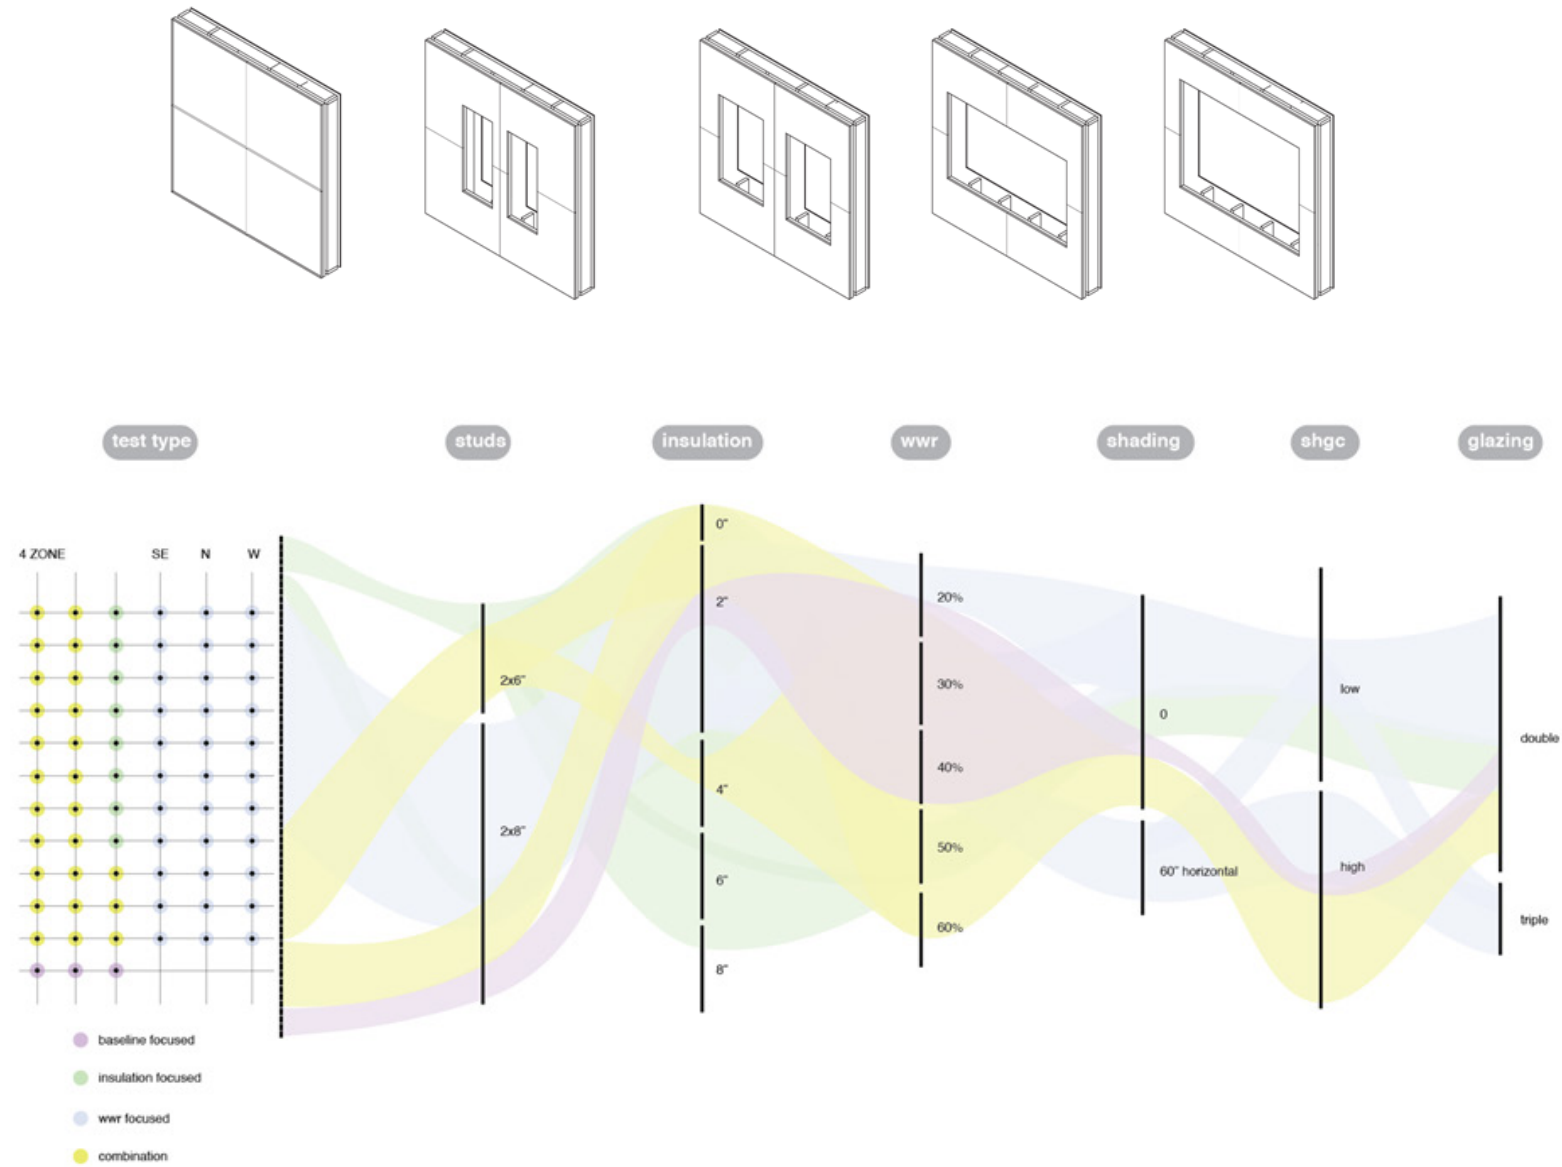 test type
studs
insulation
wwr
shading
shgc
glazing
4 ZONE SE N W
0"
2"
4"
6"
8"
2x6"
2x8"
20%
30%
40%
50%
60%
0
60" horizontal
low
high
double
triple
baseline focused
insulation focused
wwr focused
combination